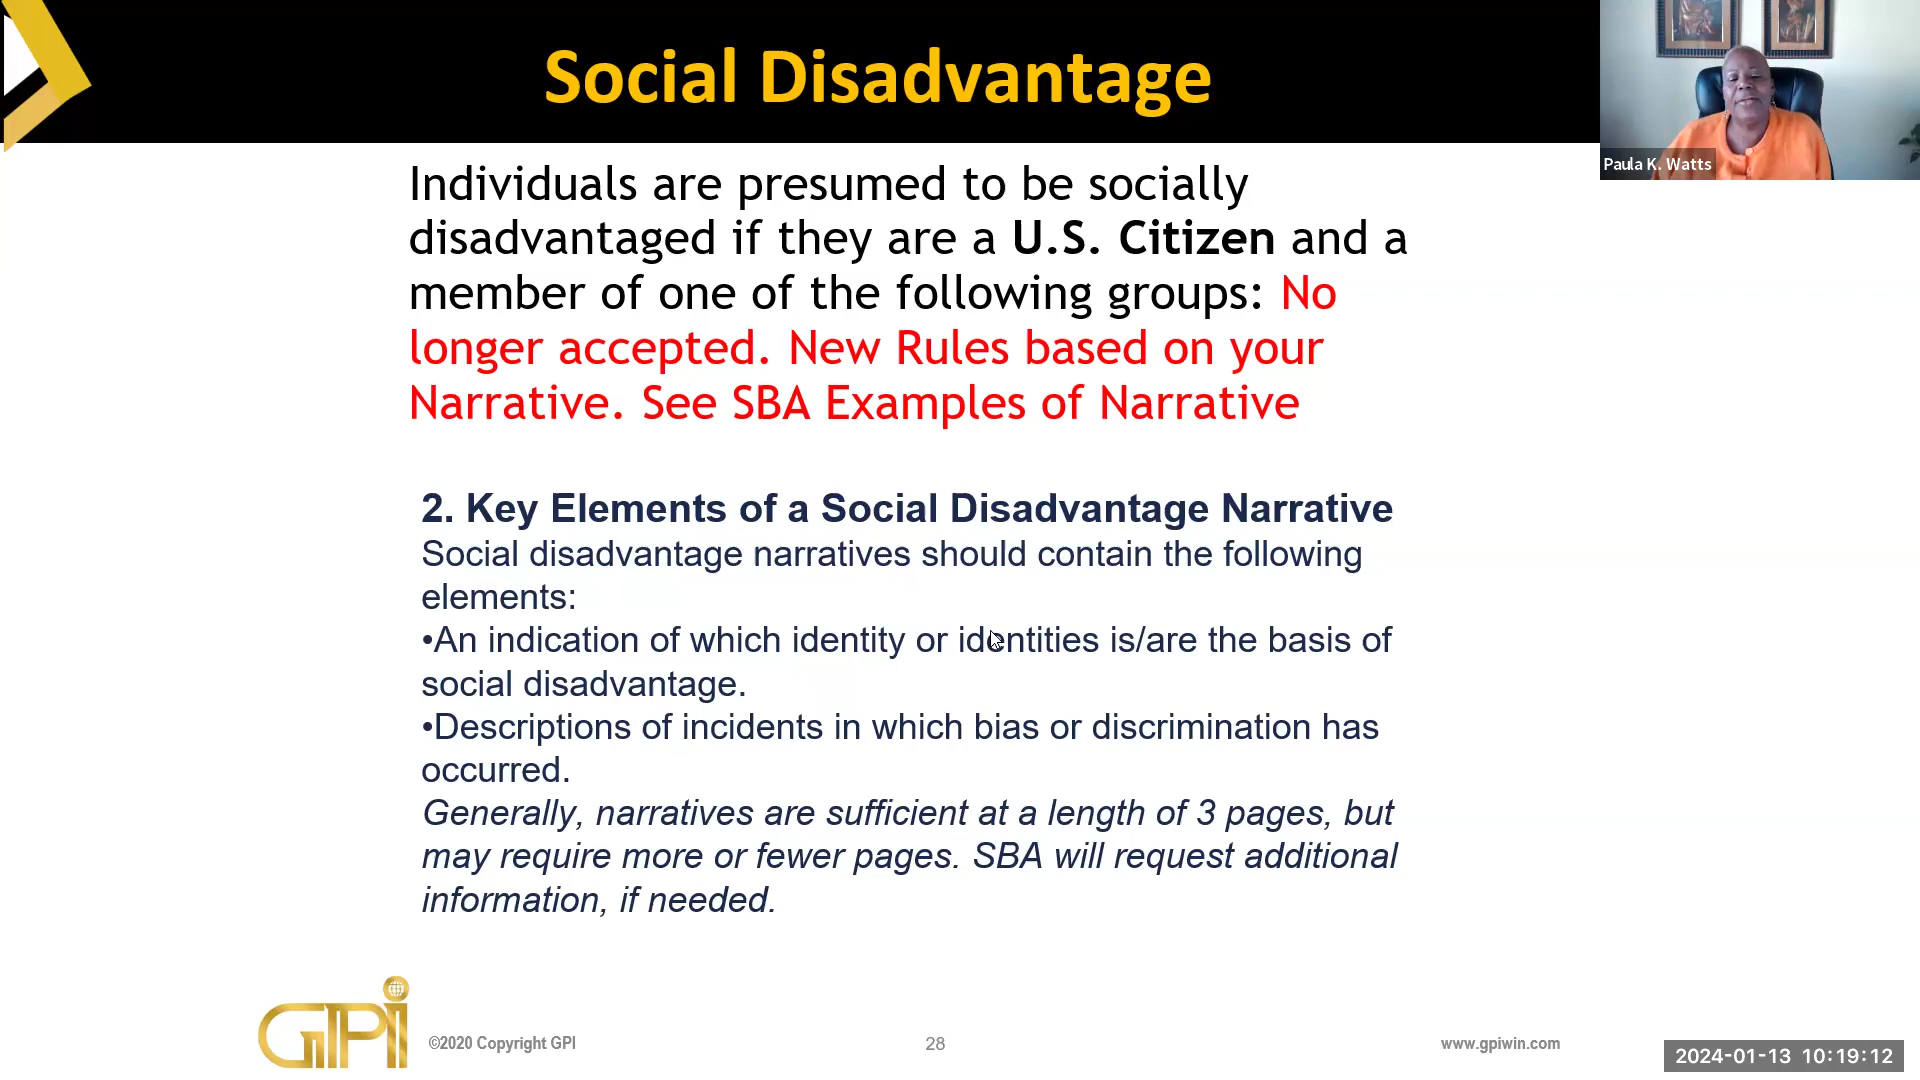 Social Disadvantage
Paula K. Watts
Individuals are presumed to be socially
disadvantaged if they are a U.S. Citizen and a
member of one of the following groups: No
longer accepted. New Rules based on your
Narrative. See SBA Examples of Narrative
2. Key Elements of a Social Disadvantage Narrative
Social disadvantage narratives should contain the following
elements:
•An indication of which identity or identities is/are the basis of
social disadvantage.
•Descriptions of incidents in which bias or discrimination has
occurred.
Generally, narratives are sufficient at a length of 3 pages, but
may require more or fewer pages. SBA will request additional
information, if needed.
GPi
©2020 Copyright GPI
28
www.gpiwin.com
2024-01-13 10:19:12